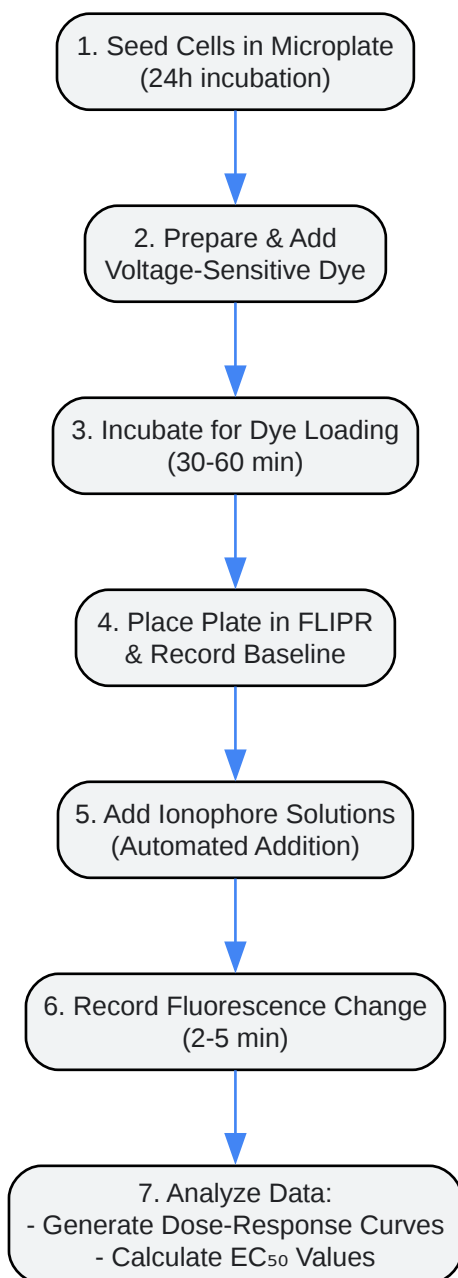 1. Seed Cells in Microplate
(24h incubation)
2. Prepare & Add
Voltage-Sensitive Dye
3. Incubate for Dye Loading
(30-60 min)
4. Place Plate in FLIPR
& Record Baseline
5. Add Ionophore Solutions
(Automated Addition)
6. Record Fluorescence Change
(2-5 min)
7. Analyze Data:
- Generate Dose-Response Curves
- Calculate EC₅₀ Values